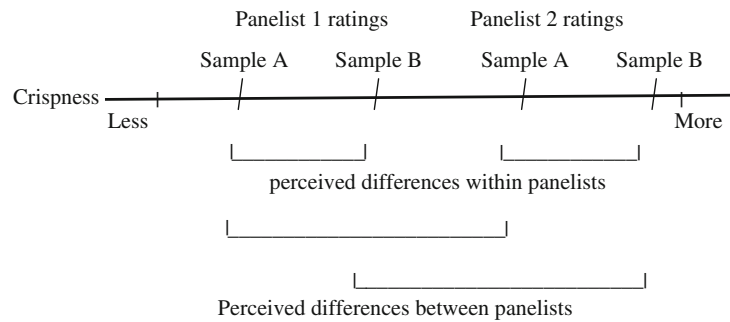 Panelist 1 ratings Panelist 2 ratings
Sample A Sample B Sample A Sample B
Crispness
Less More
perceived differences within panelists
Perceived differences between panelists